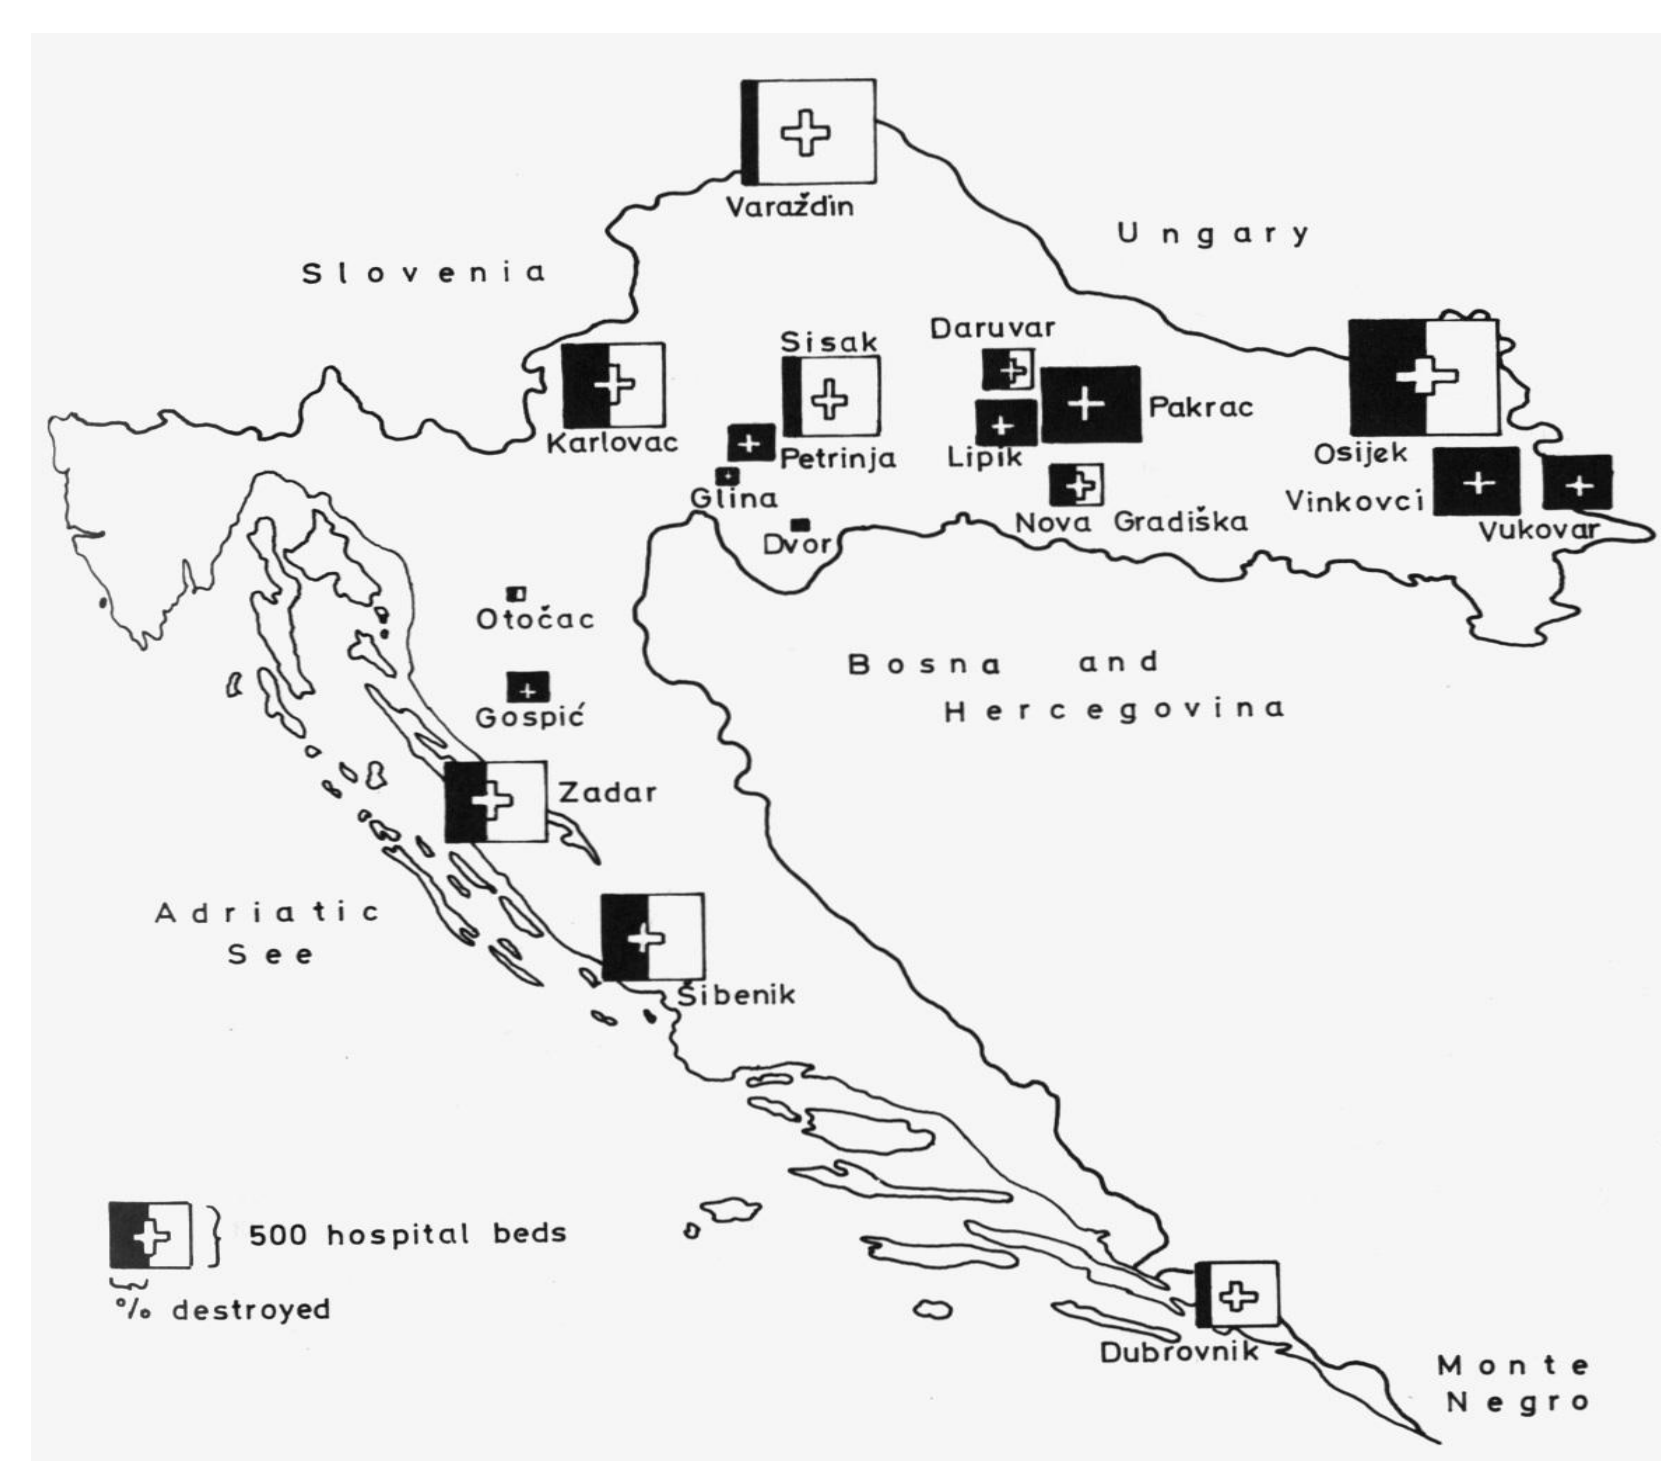 Varaždin
Ungary
Slovenia
Daruvar
Sisak
Pakrac
Karlovac
Petrinja
Lipik
Osijek
Glina
Vinkovci
Nova Gradiška
Vukovar
Dvor
Otočac
Bosna and
Hercegovina
Gospić
Zadar
Adriatic
See
Šibenik
500 hospital beds
% destroyed
Dubrovnik
Monte
Negro